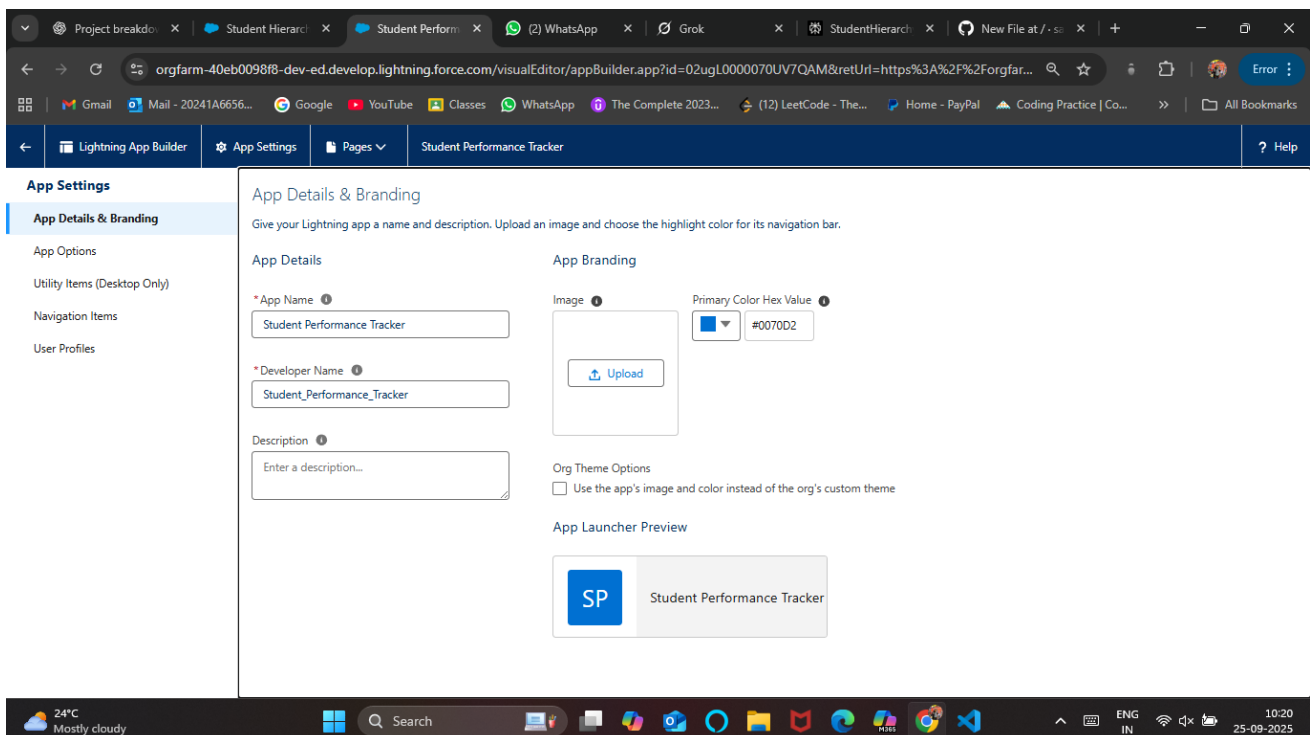 Project breakdov
Student Hierarch
Student Perform
(2) WhatsApp
Grok
StudentHierarch
New File at / · sa
orgfarm-40eb0098f8-dev-ed.develop.lightning.force.com/visualEditor/appBuilder.app?id=02ugL0000070UV7QAM&retUrl=https%3A%2F%2Forgfar...
Error
Gmail
Mail - 20241A6656...
Google
YouTube
Classes
WhatsApp
The Complete 2023...
(12) LeetCode - The...
Home - PayPal
Coding Practice | Co...
All Bookmarks
Lightning App Builder
App Settings
Pages
Student Performance Tracker
? Help
App Settings
App Details & Branding
App Options
Utility Items (Desktop Only)
Navigation Items
User Profiles
App Details & Branding
Give your Lightning app a name and description. Upload an image and choose the highlight color for its navigation bar.
App Details
*App Name
Student Performance Tracker
*Developer Name
Student_Performance_Tracker
Description
Enter a description...
App Branding
Image
Upload
Primary Color Hex Value
#0070D2
Org Theme Options
Use the app's image and color instead of the org's custom theme
App Launcher Preview
SP
Student Performance Tracker
24°C
Mostly cloudy
Search
M365
ENG
IN
10:20
25-09-2025